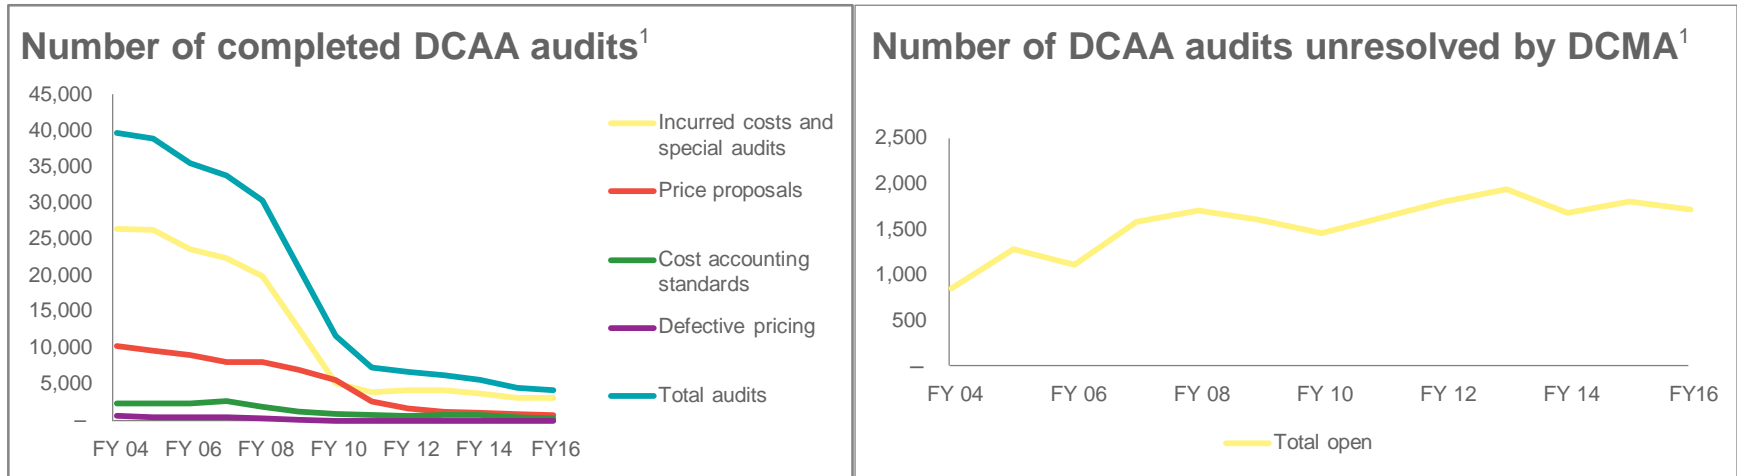 Number of completed DCAA audits1
45,000
40,000
35,000
30,000
25,000
20,000
15,000
10,000
5,000
–
FY 04 FY 06 FY 08 FY 10 FY 12 FY 14 FY16
Incurred costs and
special audits
Price proposals
Cost accounting
standards
Defective pricing
Total audits
Number of DCAA audits unresolved by DCMA1
2,500
2,000
1,500
1,000
500
–
FY 04 FY 06 FY 08 FY 10 FY 12 FY 14 FY16
Total open